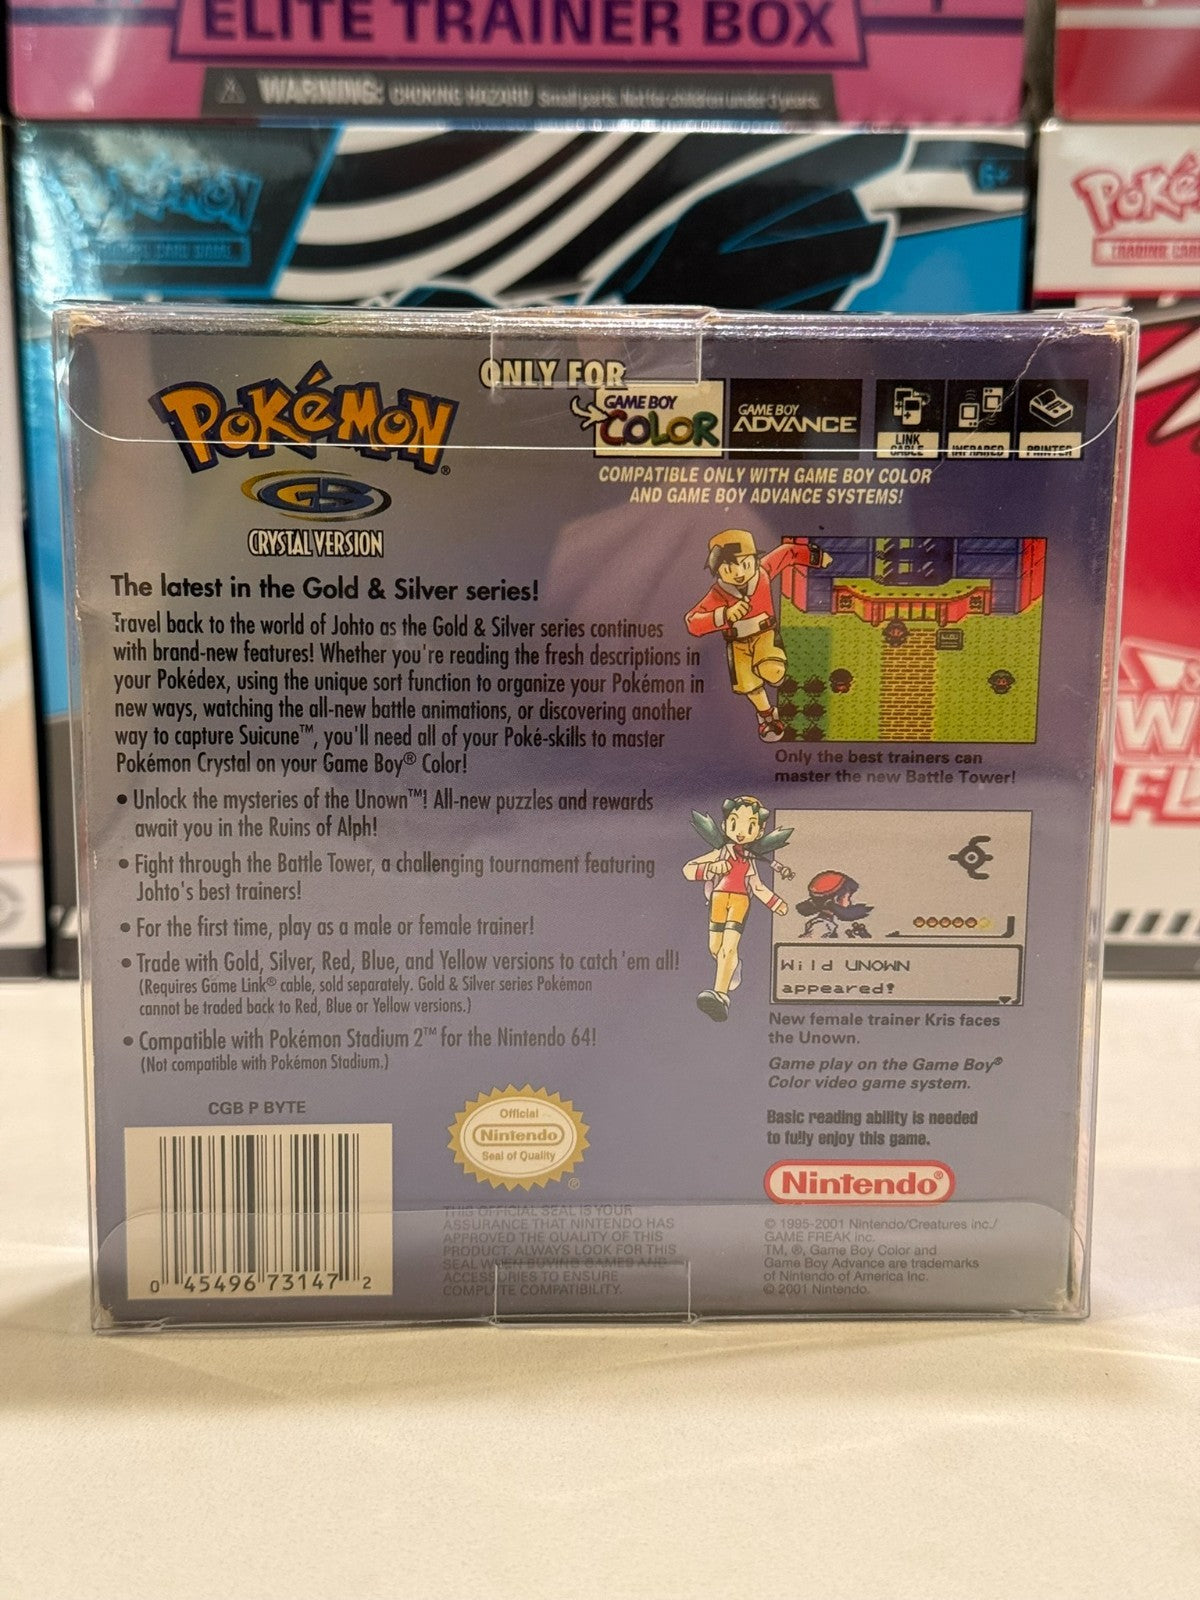 ELITE TRAINER BOX
WARNING: CHOKING HAZARD Small parts. Not for children under 3 years.
POKéMON
6+
POKé
TRADING CAR
W
FL
ONLY FOR
GAME BOY
COLOR
GAME BOY
ADVANCE
LINK
CABLE
INFRARED
PRINTER
COMPATIBLE ONLY WITH GAME BOY COLOR
AND GAME BOY ADVANCE SYSTEMS!
POKéMON®
GS
CRYSTAL VERSION
The latest in the Gold & Silver series!
Travel back to the world of Johto as the Gold & Silver series continues
with brand-new features! Whether you're reading the fresh descriptions in
your Pokédex, using the unique sort function to organize your Pokémon in
new ways, watching the all-new battle animations, or discovering another
way to capture Suicune™, you'll need all of your Poké-skills to master
Pokémon Crystal on your Game Boy® Color!
• Unlock the mysteries of the Unown™! All-new puzzles and rewards
await you in the Ruins of Alph!
• Fight through the Battle Tower, a challenging tournament featuring
Johto's best trainers!
• For the first time, play as a male or female trainer!
• Trade with Gold, Silver, Red, Blue, and Yellow versions to catch 'em all!
(Requires Game Link® cable, sold separately. Gold & Silver series Pokémon
cannot be traded back to Red, Blue or Yellow versions.)
• Compatible with Pokémon Stadium 2™ for the Nintendo 64!
(Not compatible with Pokémon Stadium.)
Only the best trainers can
master the new Battle Tower!
Wild UNOWN
appeared!
New female trainer Kris faces
the Unown.
Game play on the Game Boy®
Color video game system.
Basic reading ability is needed
to fully enjoy this game.
Nintendo®
© 1995-2001 Nintendo/Creatures inc./
GAME FREAK inc.
TM, ®, Game Boy Color and
Game Boy Advance are trademarks
of Nintendo of America Inc.
© 2001 Nintendo.
CGB P BYTE
0 45496 73147 2
Official
Nintendo
Seal of Quality
®
THIS OFFICIAL SEAL IS YOUR
ASSURANCE THAT NINTENDO HAS
APPROVED THE QUALITY OF THIS
PRODUCT. ALWAYS LOOK FOR THIS
SEAL WHEN BUYING GAMES AND
ACCESSORIES TO ENSURE
COMPLETE COMPATIBILITY.